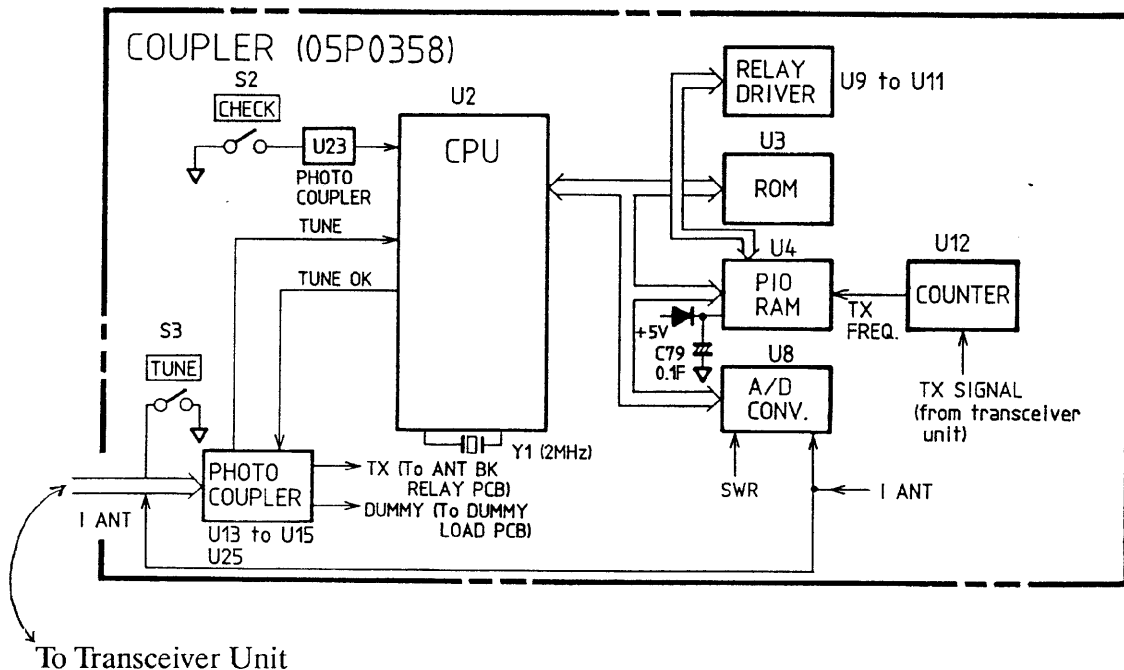 COUPLER (05P0358)
S2
CHECK
U23
PHOTO
COUPLER
U2
CPU
TUNE
TUNE OK
Y1 (2MHz)
RELAY
DRIVER
U9 to U11
U3
ROM
U4
PIO
RAM
+5V
C79
0.1F
TX
FREQ.
U12
COUNTER
TX SIGNAL
(from transceiver
unit)
U8
A/D
CONV.
SWR
I ANT
S3
TUNE
I ANT
PHOTO
COUPLER
U13 to U15
U25
TX (To ANT BK
RELAY PCB)
DUMMY (To DUMMY
LOAD PCB)
To Transceiver Unit